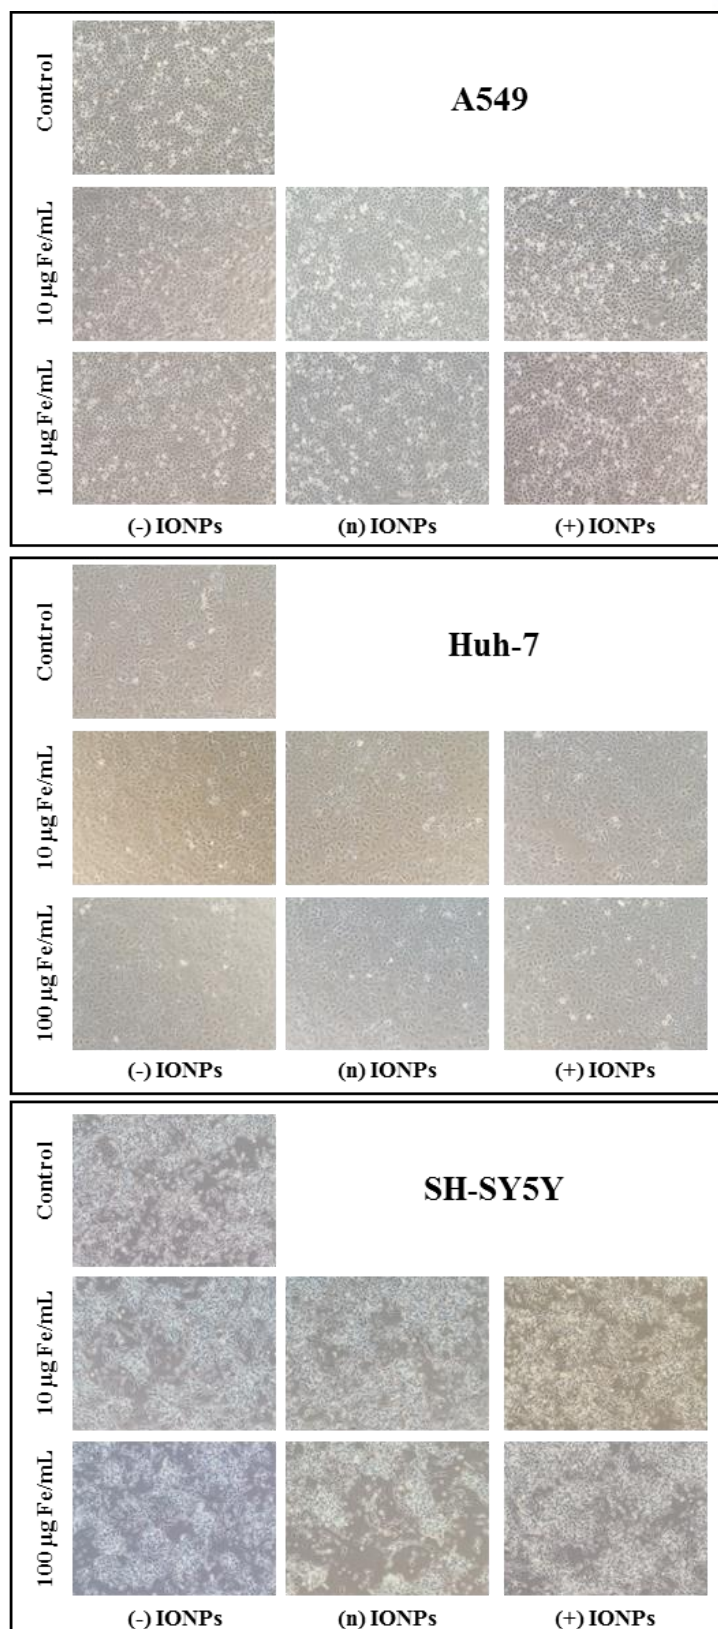 Control
A549
10 µg Fe/mL
100 µg Fe/mL
(-) IONPs
(n) IONPs
(+) IONPs
Control
Huh-7
10 µg Fe/mL
100 µg Fe/mL
(-) IONPs
(n) IONPs
(+) IONPs
Control
SH-SY5Y
10 µg Fe/mL
100 µg Fe/mL
(-) IONPs
(n) IONPs
(+) IONPs